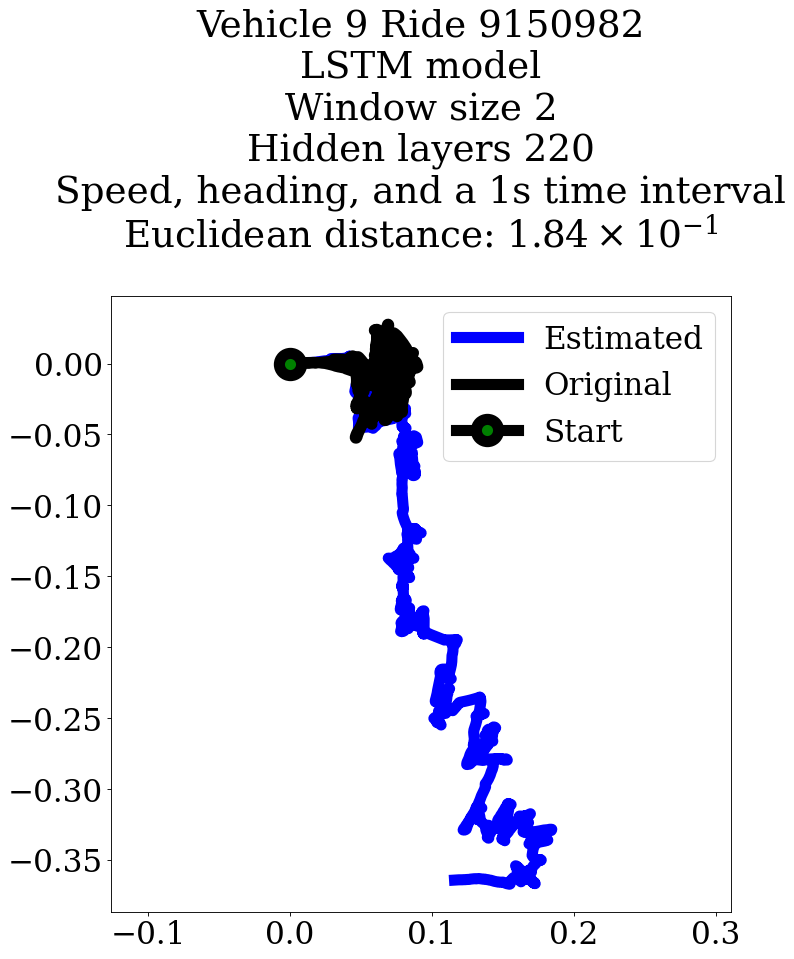 Vehicle 9 Ride 9150982
LSTM model
Window size 2
Hidden layers 220
Speed, heading, and a 1s time interval
Euclidean distance: 1.84 × 10⁻¹
Estimated
Original
Start
0.00
−0.05
−0.10
−0.15
−0.20
−0.25
−0.30
−0.35
−0.1 0.0 0.1 0.2 0.3